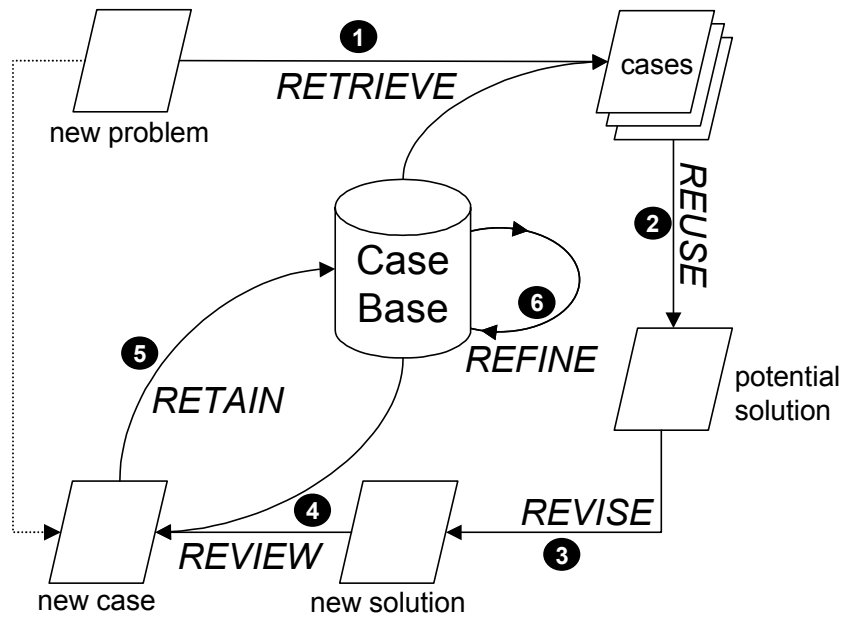 1
RETRIEVE
cases
new problem
2
REUSE
Case
Base
6
REFINE
5
RETAIN
potential
solution
4
REVIEW
REVISE
3
new case
new solution